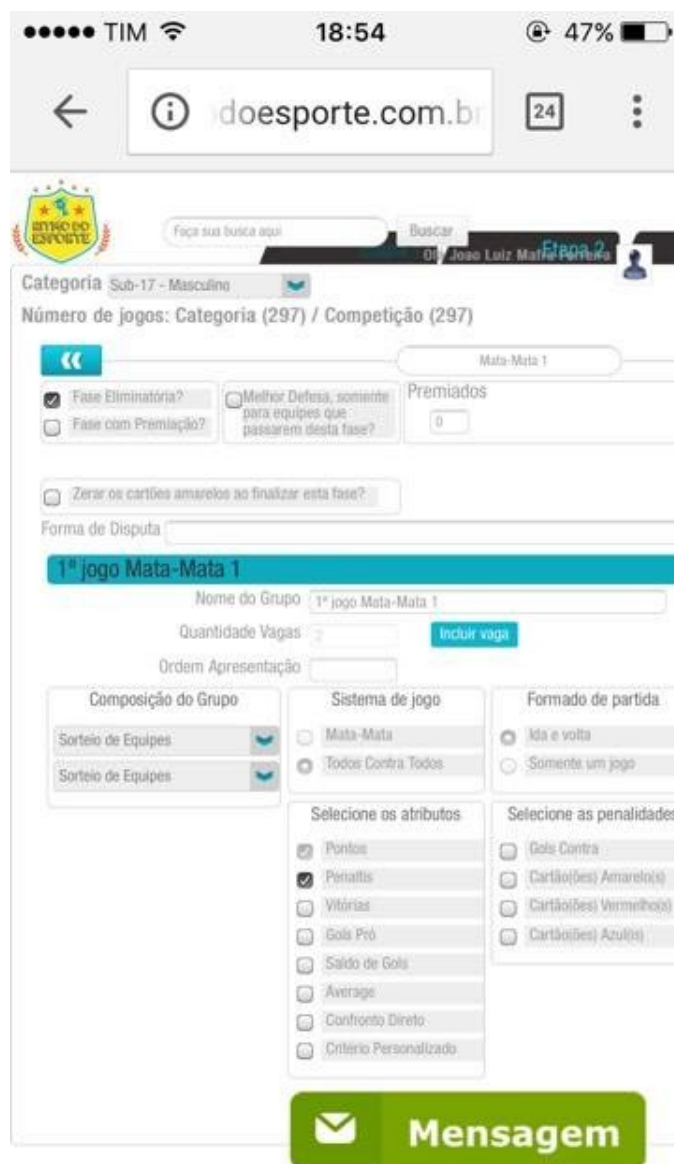 TIM 18:54 47%
doesporte.com.br 24
RITMO DO
ESPORTE
Faça sua busca aqui Buscar
Etapa 2
Joao Luiz Mafra Ferreira
Categoria Sub-17 - Masculino
Número de jogos: Categoria (297) / Competição (297)
Mata-Mata 1
Fase Eliminatória?
Fase com Premiação?
Melhor Defesa, somente
para equipes que
passarem desta fase?
Premiados
0
Zerar os cartões amarelos ao finalizar esta fase?
Forma de Disputa
1º jogo Mata-Mata 1
Nome do Grupo 1º jogo Mata-Mata 1
Quantidade Vagas 2 Incluir vaga
Ordem Apresentação
Composição do Grupo
Sorteio de Equipes
Sorteio de Equipes
Sistema de jogo
Mata-Mata
Todos Contra Todos
Formado de partida
Ida e volta
Somente um jogo
Selecione os atributos
Pontos
Penaltis
Vitórias
Gols Pró
Saldo de Gols
Average
Confronto Direto
Critério Personalizado
Selecione as penalidades
Gols Contra
Cartão(ões) Amarelo(s)
Cartão(ões) Vermelho(s)
Cartão(ões) Azul(is)
Mensagem